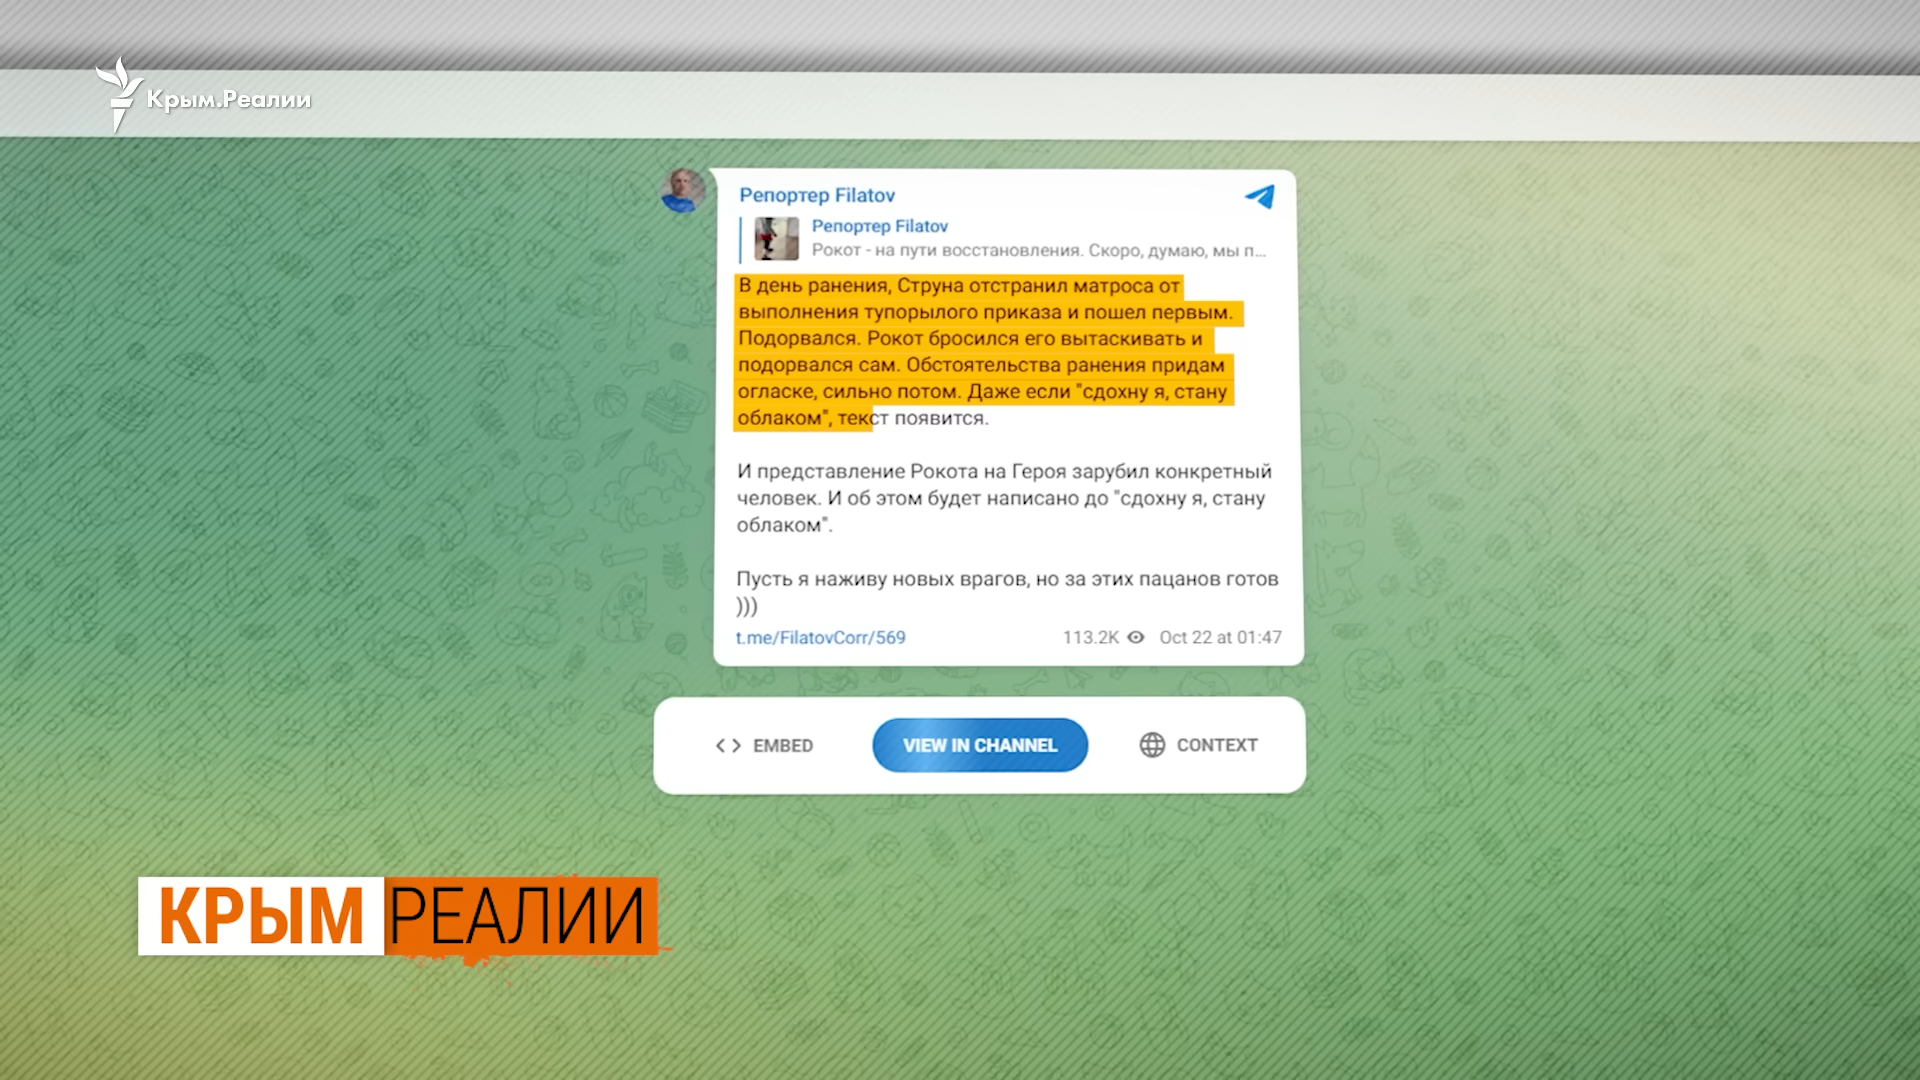 Крым.Реалии
Репортер Filatov
Репортер Filatov
Рокот - на пути восстановления. Скоро, думаю, мы п...
В день ранения, Струна отстранил матроса от
выполнения тупорылого приказа и пошел первым.
Подорвался. Рокот бросился его вытаскивать и
подорвался сам. Обстоятельства ранения придам
огласке, сильно потом. Даже если "сдохну я, стану
облаком", текст появится.
И представление Рокота на Героя зарубил конкретный
человек. И об этом будет написано до "сдохну я, стану
облаком".
Пусть я наживу новых врагов, но за этих пацанов готов
)))
t.me/FilatovCorr/569 113.2K Oct 22 at 01:47
EMBED VIEW IN CHANNEL CONTEXT
КРЫМ РЕАЛИИ